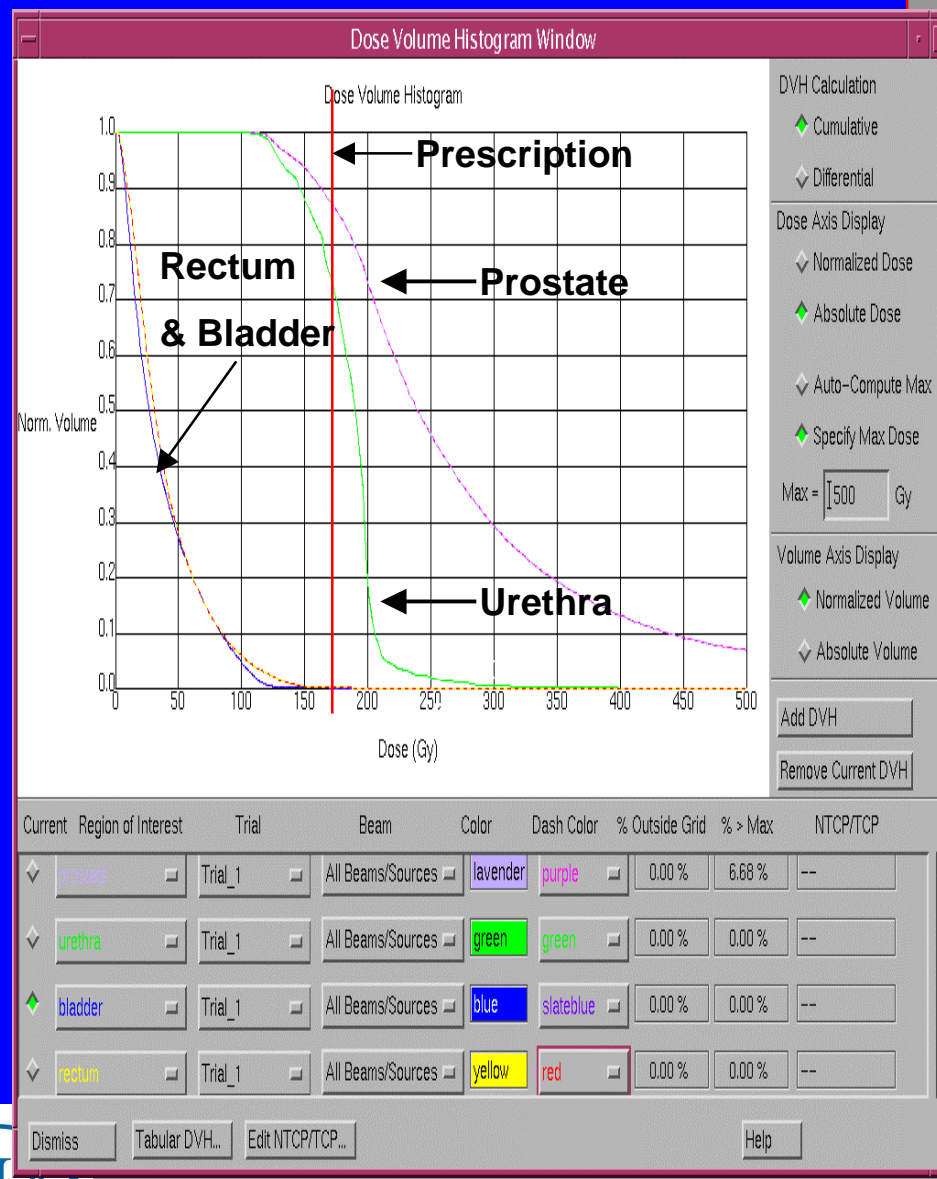 Dose Volume Histogram Window
Dose Volume Histogram
1.0
0.9
0.8
0.7
0.6
0.5
0.4
0.3
0.2
0.1
0.0
Norm. Volume
Prescription
Rectum
& Bladder
Prostate
Urethra
0 50 100 150 200 250 300 350 400 450 500
Dose (Gy)
DVH Calculation
Cumulative
Differential
Dose Axis Display
Normalized Dose
Absolute Dose
Auto-Compute Max
Specify Max Dose
Max = 500 Gy
Volume Axis Display
Normalized Volume
Absolute Volume
Add DVH
Remove Current DVH
Current Region of Interest Trial Beam Color Dash Color % Outside Grid % > Max NTCP/TCP
prostate Trial_1 All Beams/Sources lavender purple 0.00 % 6.68 % --
urethra Trial_1 All Beams/Sources green green 0.00 % 0.00 % --
bladder Trial_1 All Beams/Sources blue slateblue 0.00 % 0.00 % --
rectum Trial_1 All Beams/Sources yellow red 0.00 % 0.00 % --
Dismiss Tabular DVH... Edit NTCP/TCP... Help